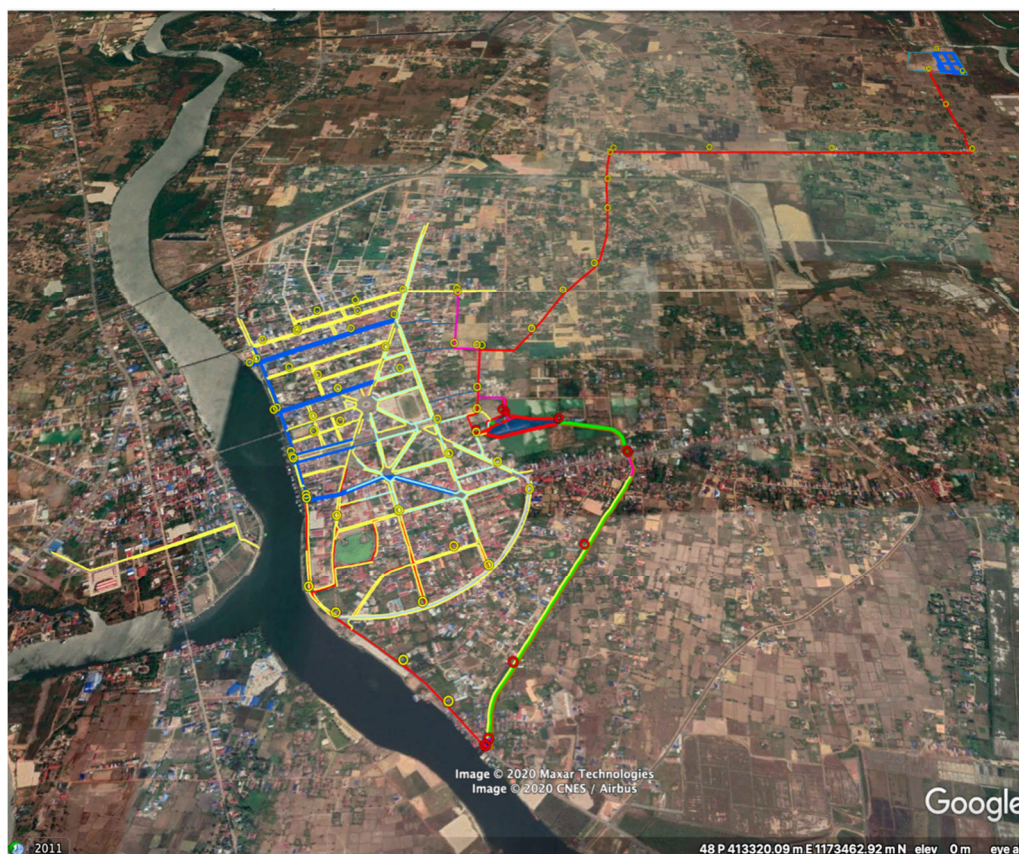 Image © 2020 Maxar Technologies
Image © 2020 CNES / Airbus
Google
2011
48 P 413320.09 m E 1173462.92 m N elev 0 m eye a